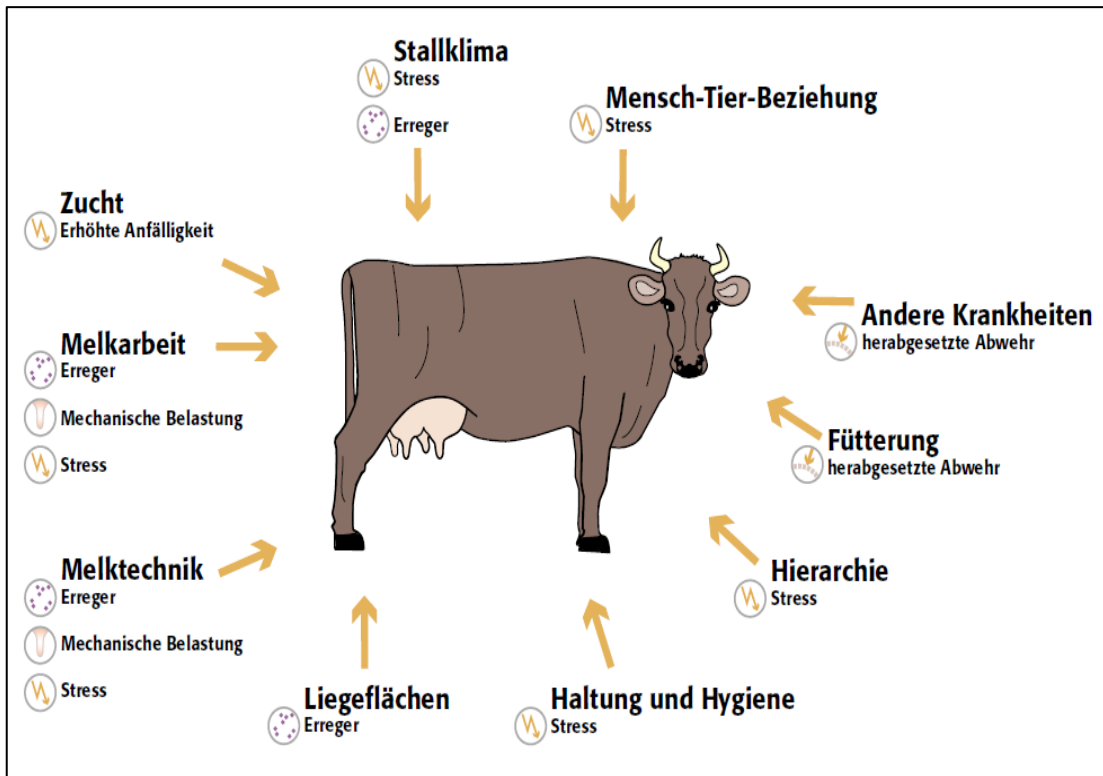 Stallklima
Stress
Erreger
Mensch-Tier-Beziehung
Stress
Zucht
Erhöhte Anfälligkeit
Andere Krankheiten
herabgesetzte Abwehr
Melkarbeit
Erreger
Mechanische Belastung
Stress
Fütterung
herabgesetzte Abwehr
Melktechnik
Erreger
Mechanische Belastung
Stress
Hierarchie
Stress
Liegeflächen
Erreger
Haltung und Hygiene
Stress